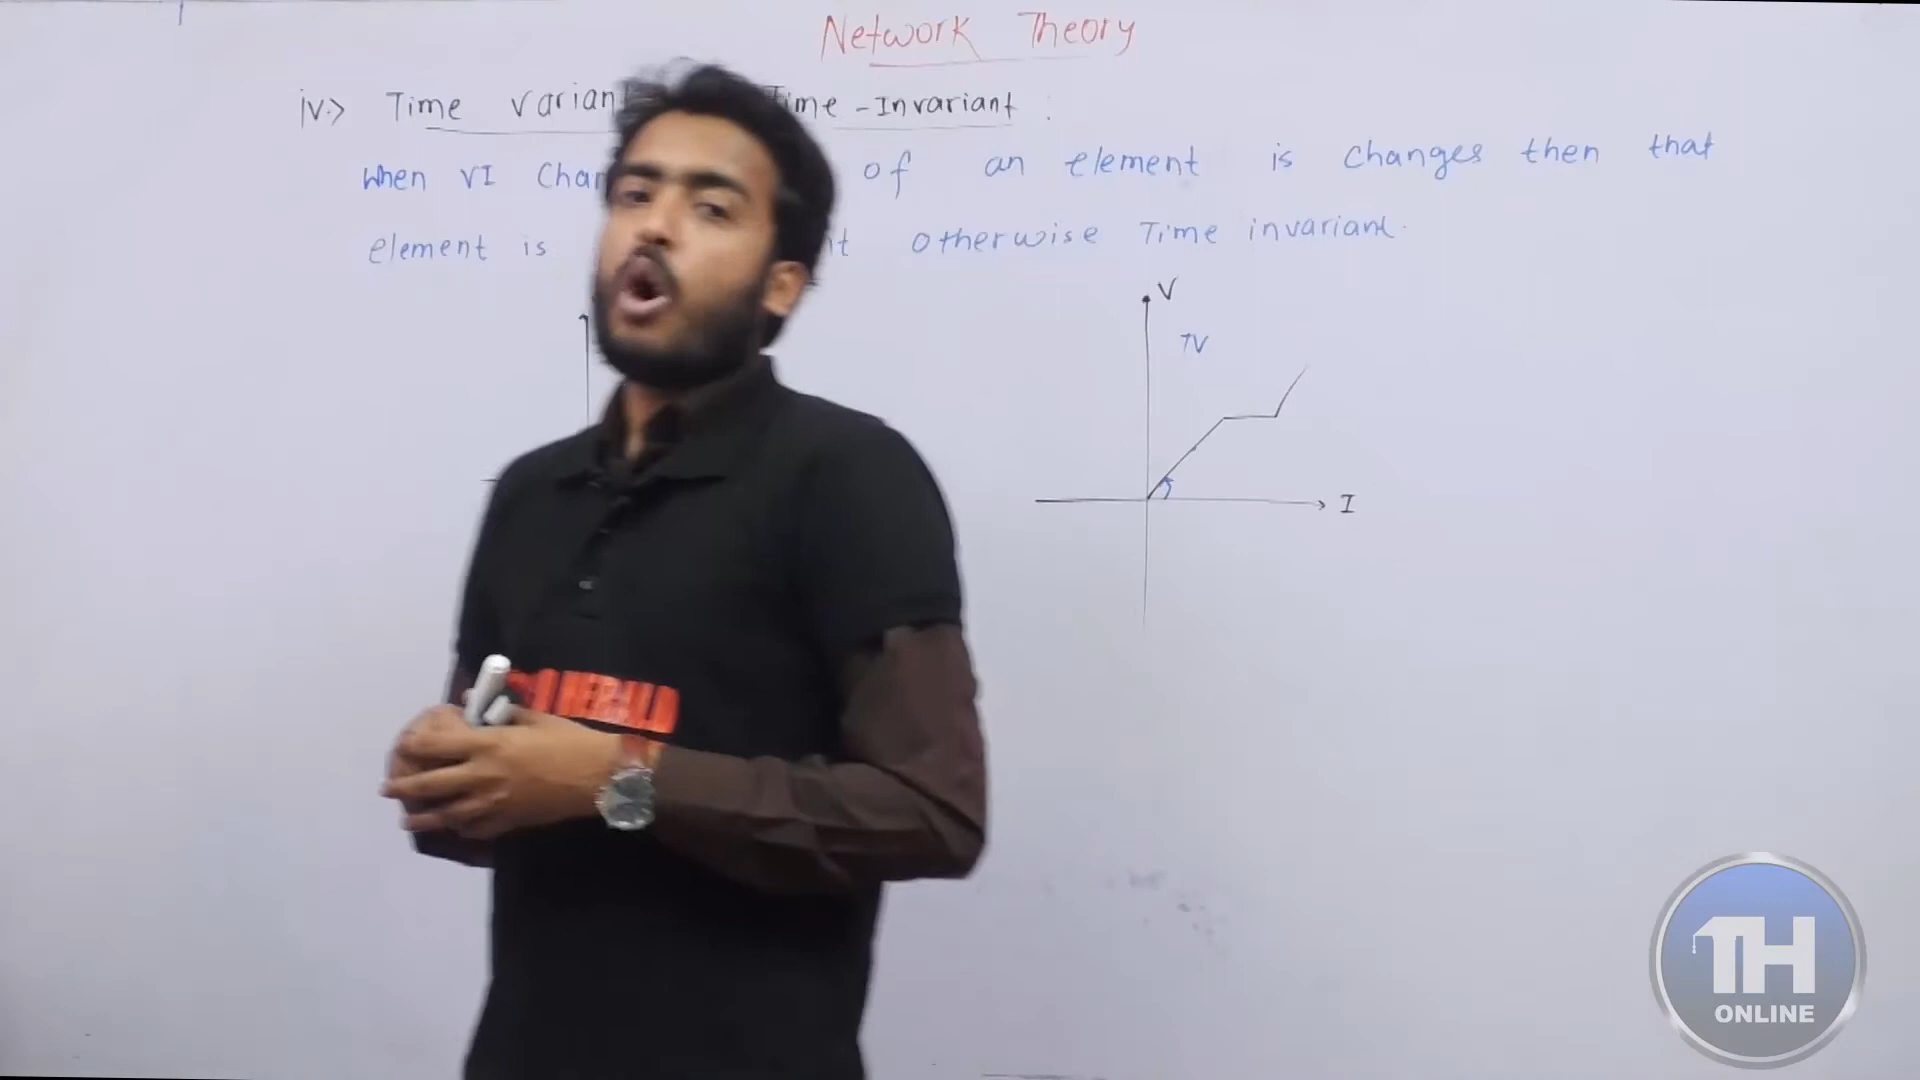 Network Theory
iv.> Time varian Time - Invariant :
When VI Char of an element is changes then that
element is otherwise Time invariant.
V
TV
I
HERALD
TH
ONLINE